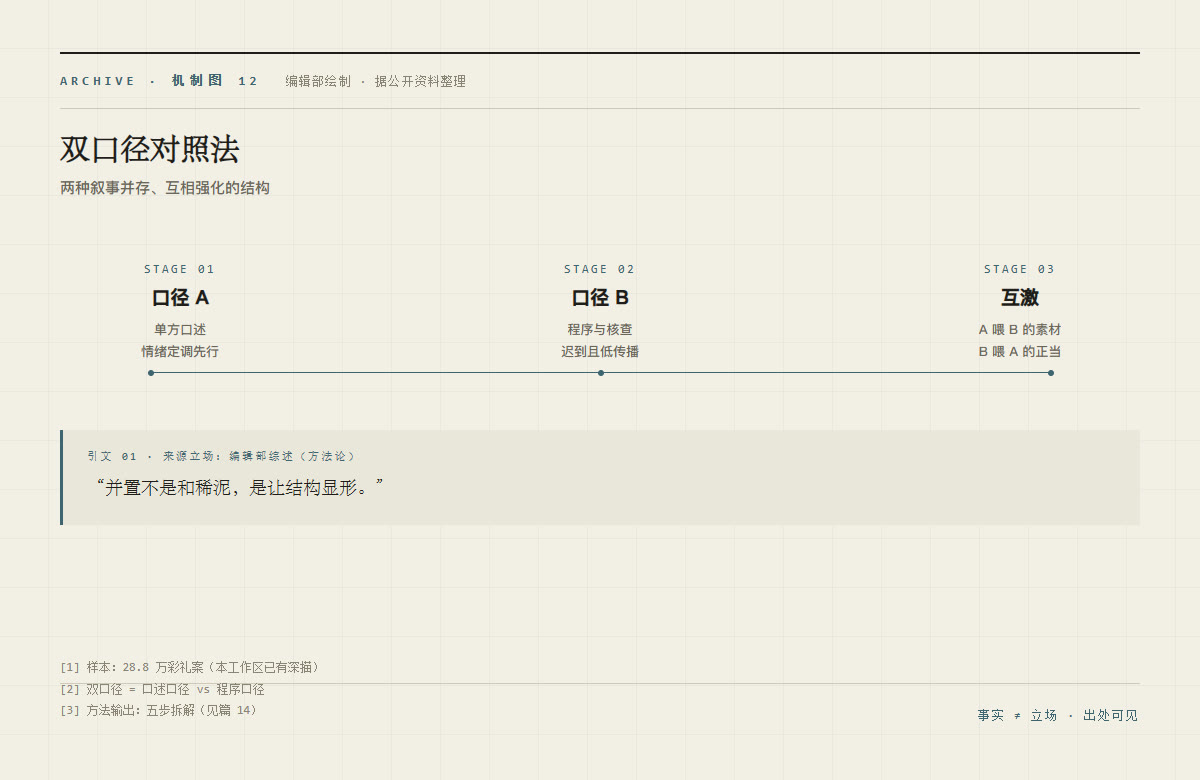 ARCHIVE · 机制图 12 编辑部绘制 · 据公开资料整理
双口径对照法
两种叙事并存、互相强化的结构
STAGE 01
口径 A
单方口述
情绪定调先行
STAGE 02
口径 B
程序与核查
迟到且低传播
STAGE 03
互激
A 喂 B 的素材
B 喂 A 的正当
引文 01 · 来源立场：编辑部综述（方法论）
“并置不是和稀泥，是让结构显形。”
[1] 样本：28.8 万彩礼案（本工作区已有深描）
[2] 双口径 = 口述口径 vs 程序口径
[3] 方法输出：五步拆解（见篇 14）
事实 ≠ 立场 · 出处可见